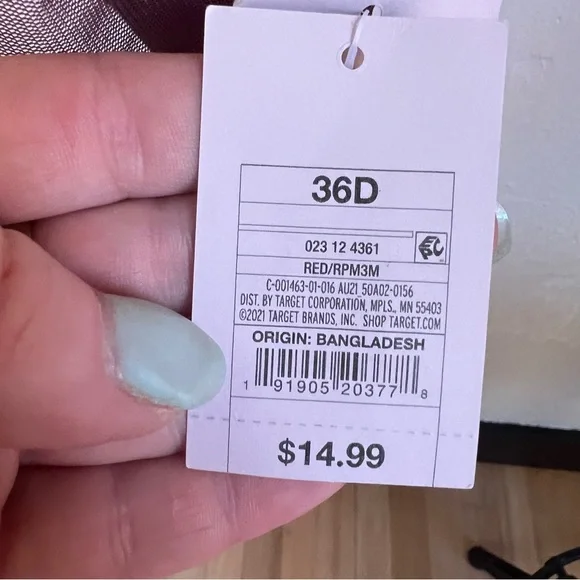 36D
023 12 4361
EPC
RED/RPM3M
C-001463-01-016 AU21 50A02-0156
DIST. BY TARGET CORPORATION, MPLS., MN 55403
©2021 TARGET BRANDS, INC. SHOP TARGET.COM
ORIGIN: BANGLADESH
1 91905 20377 8
$14.99